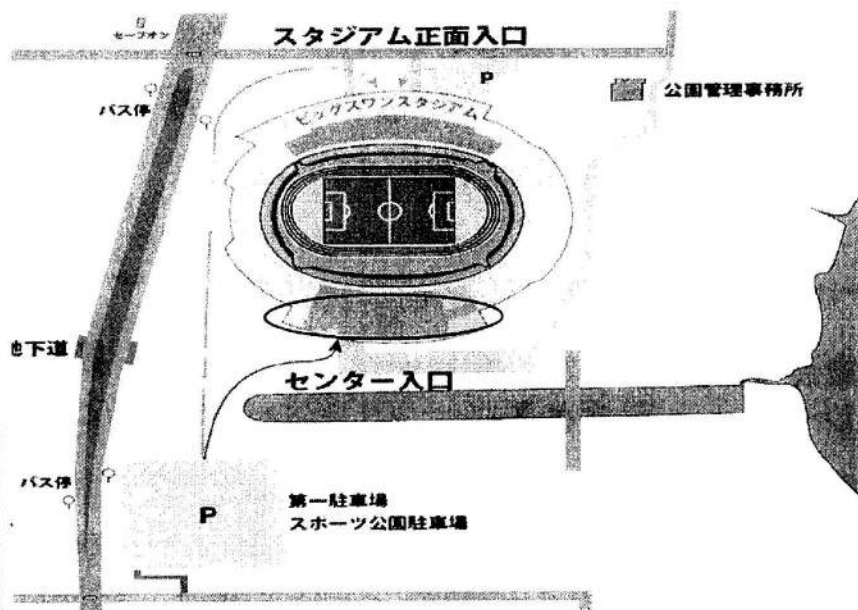 セーブオン
スタジアム正面入口
P
公園管理事務所
バス停
ビッグスワンスタジアム
地下道
センター入口
バス停
第一駐車場
P
スポーツ公園駐車場